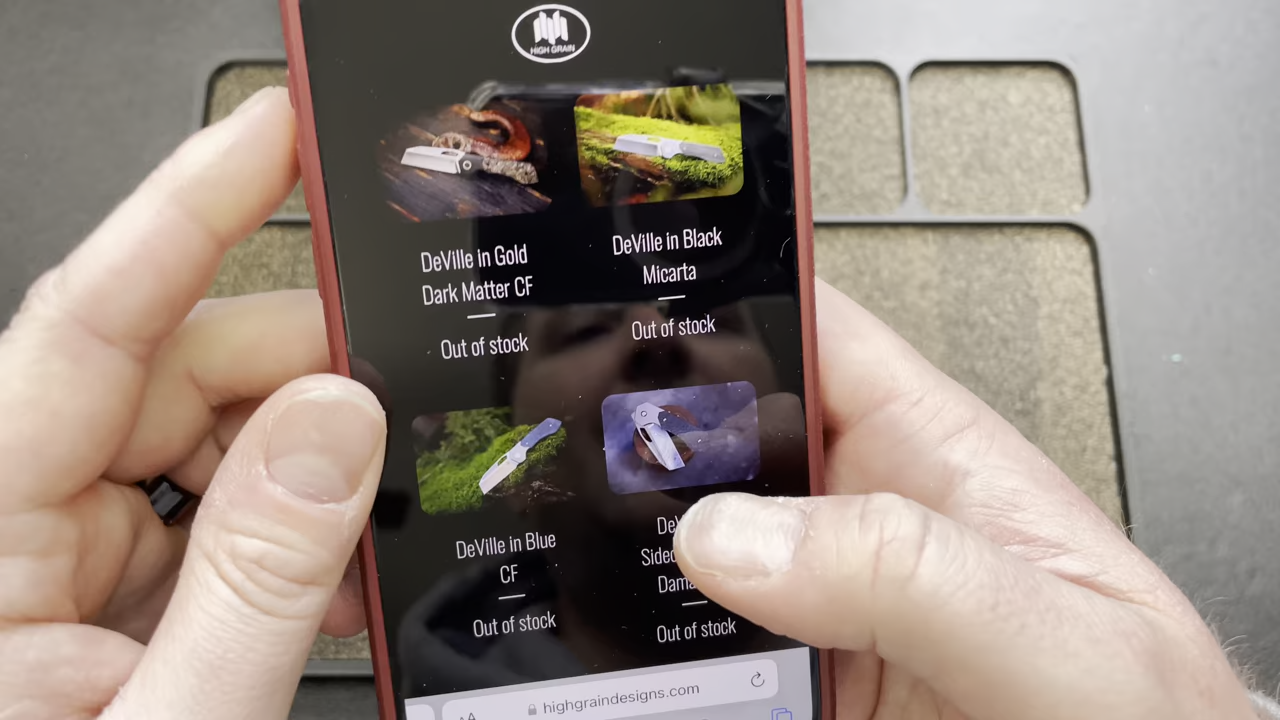 HIGH GRAIN
DeVille in Gold
Dark Matter CF
Out of stock
DeVille in Black
Micarta
Out of stock
DeVille in Blue
CF
Out of stock
Out of stock
AA
highgraindesigns.com